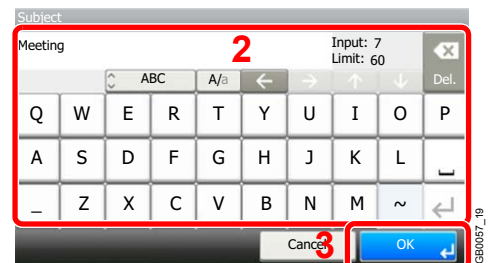 Subject
Meeting
2
Input: 7
Limit: 60
ABC
A/a
←
→
↑
↓
Del.
Q W E R T Y U I O P
A S D F G H J K L ␣
_ Z X C V B N M ~ ↵
Cancel
3
OK
GB0057_19